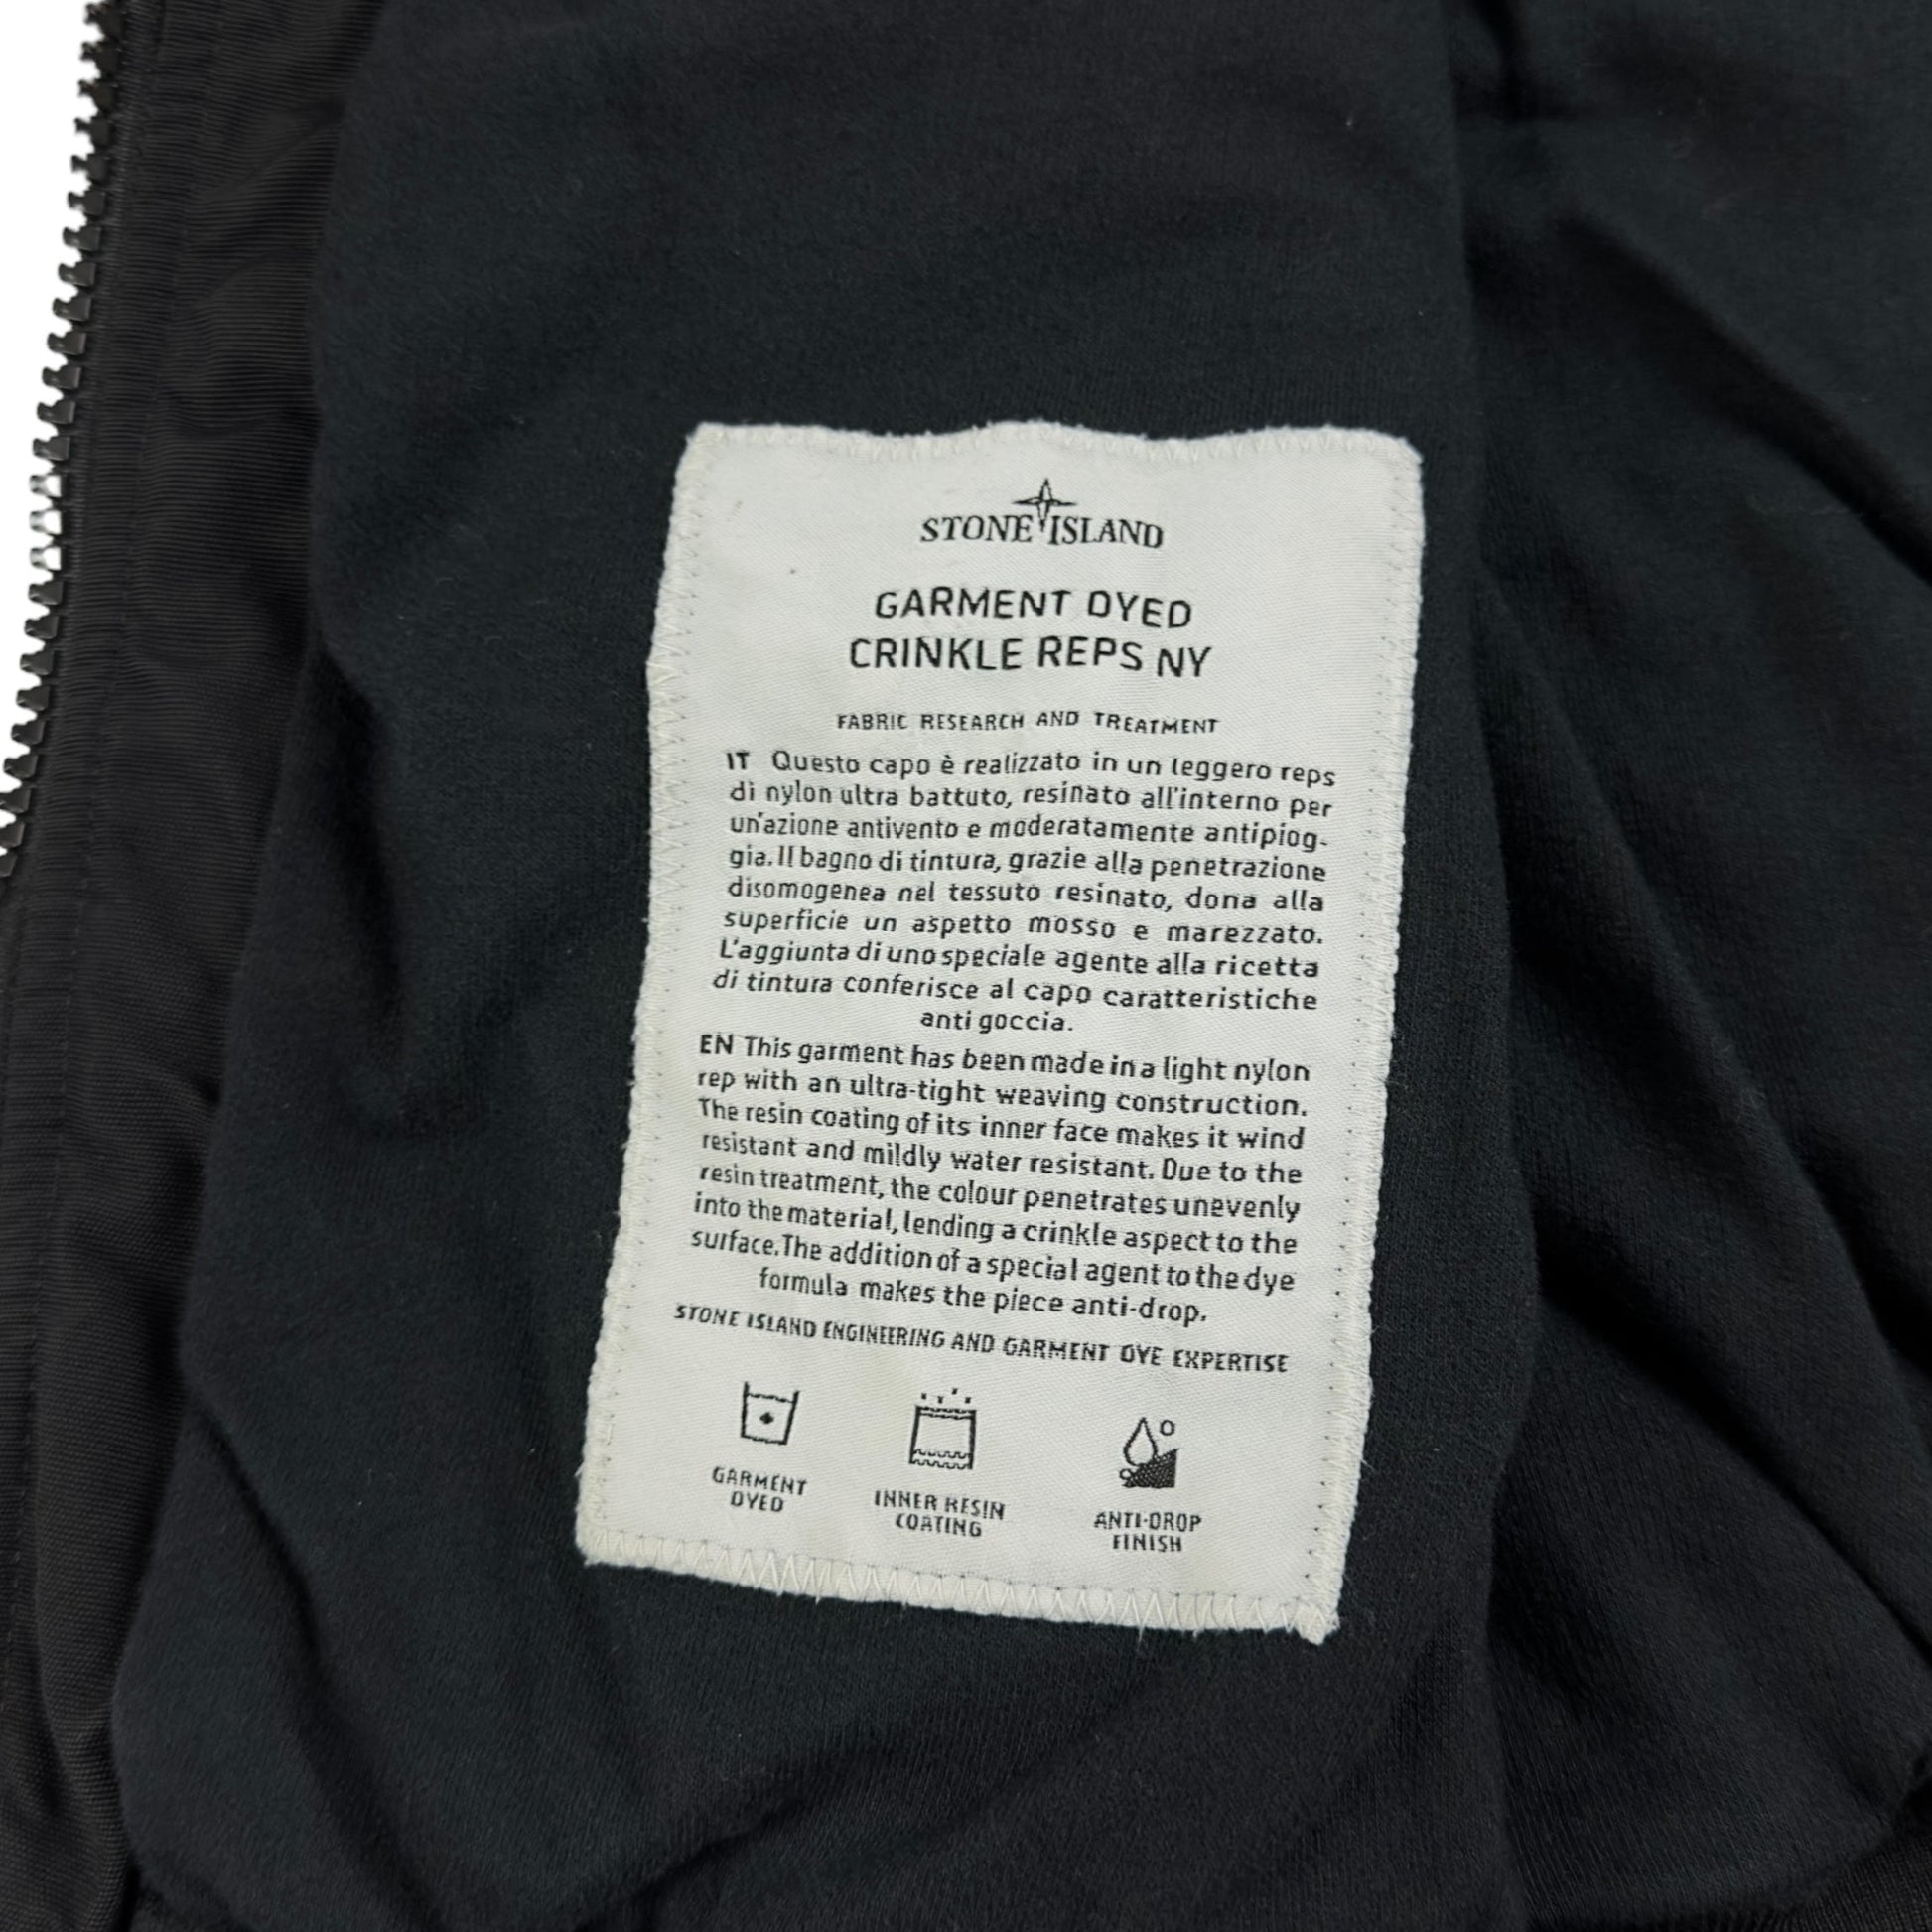 STONE ISLAND
GARMENT DYED
CRINKLE REPS NY
FABRIC RESEARCH AND TREATMENT
IT Questo capo è realizzato in un leggero reps
di nylon ultra battuto, resinato all'interno per
un'azione antivento e moderatamente antipiog-
gia. Il bagno di tintura, grazie alla penetrazione
disomogenea nel tessuto resinato, dona alla
superficie un aspetto mosso e marezzato.
L'aggiunta di uno speciale agente alla ricetta
di tintura conferisce al capo caratteristiche
anti goccia.
EN This garment has been made in a light nylon
rep with an ultra-tight weaving construction.
The resin coating of its inner face makes it wind
resistant and mildly water resistant. Due to the
resin treatment, the colour penetrates unevenly
into the material, lending a crinkle aspect to the
surface.The addition of a special agent to the dye
formula makes the piece anti-drop.
STONE ISLAND ENGINEERING AND GARMENT DYE EXPERTISE
GARMENT
DYED
INNER RESIN
COATING
ANTI-DROP
FINISH